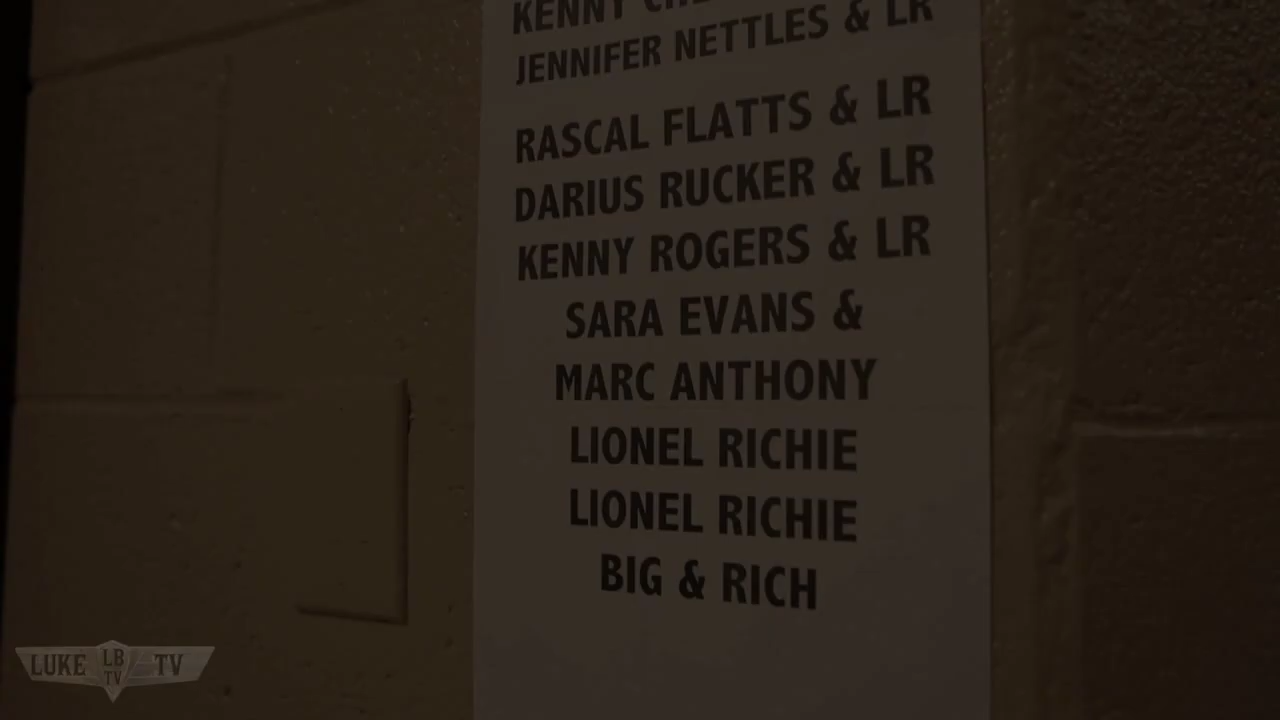 KENNY
JENNIFER NETTLES & LR
RASCAL FLATTS & LR
DARIUS RUCKER & LR
KENNY ROGERS & LR
SARA EVANS &
MARC ANTHONY
LIONEL RICHIE
LIONEL RICHIE
BIG & RICH
LUKE LB TV TV